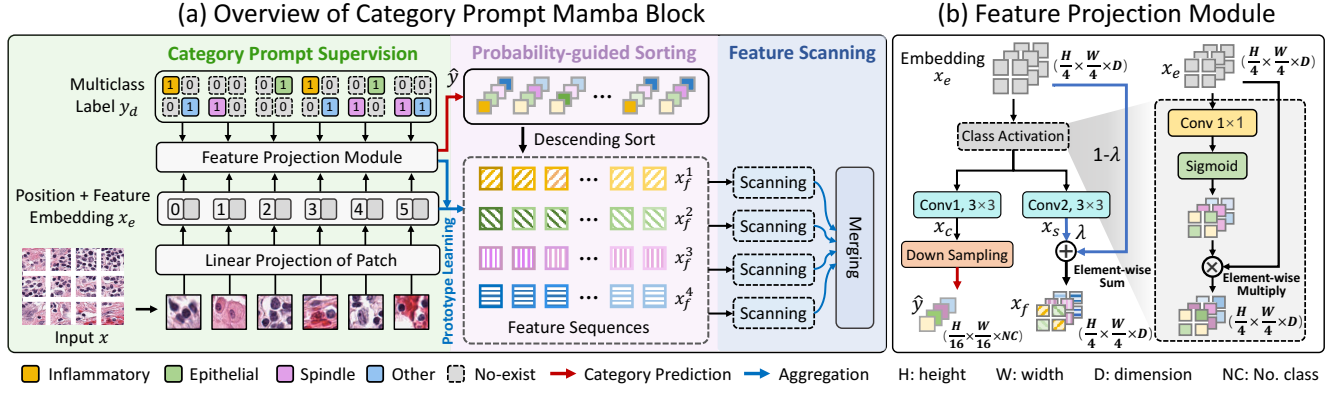 (a) Overview of Category Prompt Mamba Block
Category Prompt Supervision
Probability-guided Sorting
Feature Scanning
Multiclass
Label y_d
1 0 0 0 0 1 1 0 0 1 0 0
0 1 1 0 0 0 0 1 1 0 1 1
ŷ
Descending Sort
Feature Projection Module
Position + Feature
Embedding x_e
0 1 2 3 4 5
Linear Projection of Patch
Input x
Prototype Learning
x_f^1
x_f^2
x_f^3
x_f^4
Feature Sequences
Scanning
Scanning
Scanning
Scanning
Merging
(b) Feature Projection Module
Embedding
x_e
(H/4 × W/4 × D)
Class Activation
1-λ
Conv1, 3×3
Conv2, 3×3
x_c
x_s
λ
Down Sampling
Element-wise
Sum
ŷ
(H/16 × W/16 × NC)
x_f
(H/4 × W/4 × D)
x_e
(H/4 × W/4 × D)
Conv 1×1
Sigmoid
Element-wise
Multiply
(H/4 × W/4 × D)
Inflammatory
Epithelial
Spindle
Other
No-exist
Category Prediction
Aggregation
H: height
W: width
D: dimension
NC: No. class